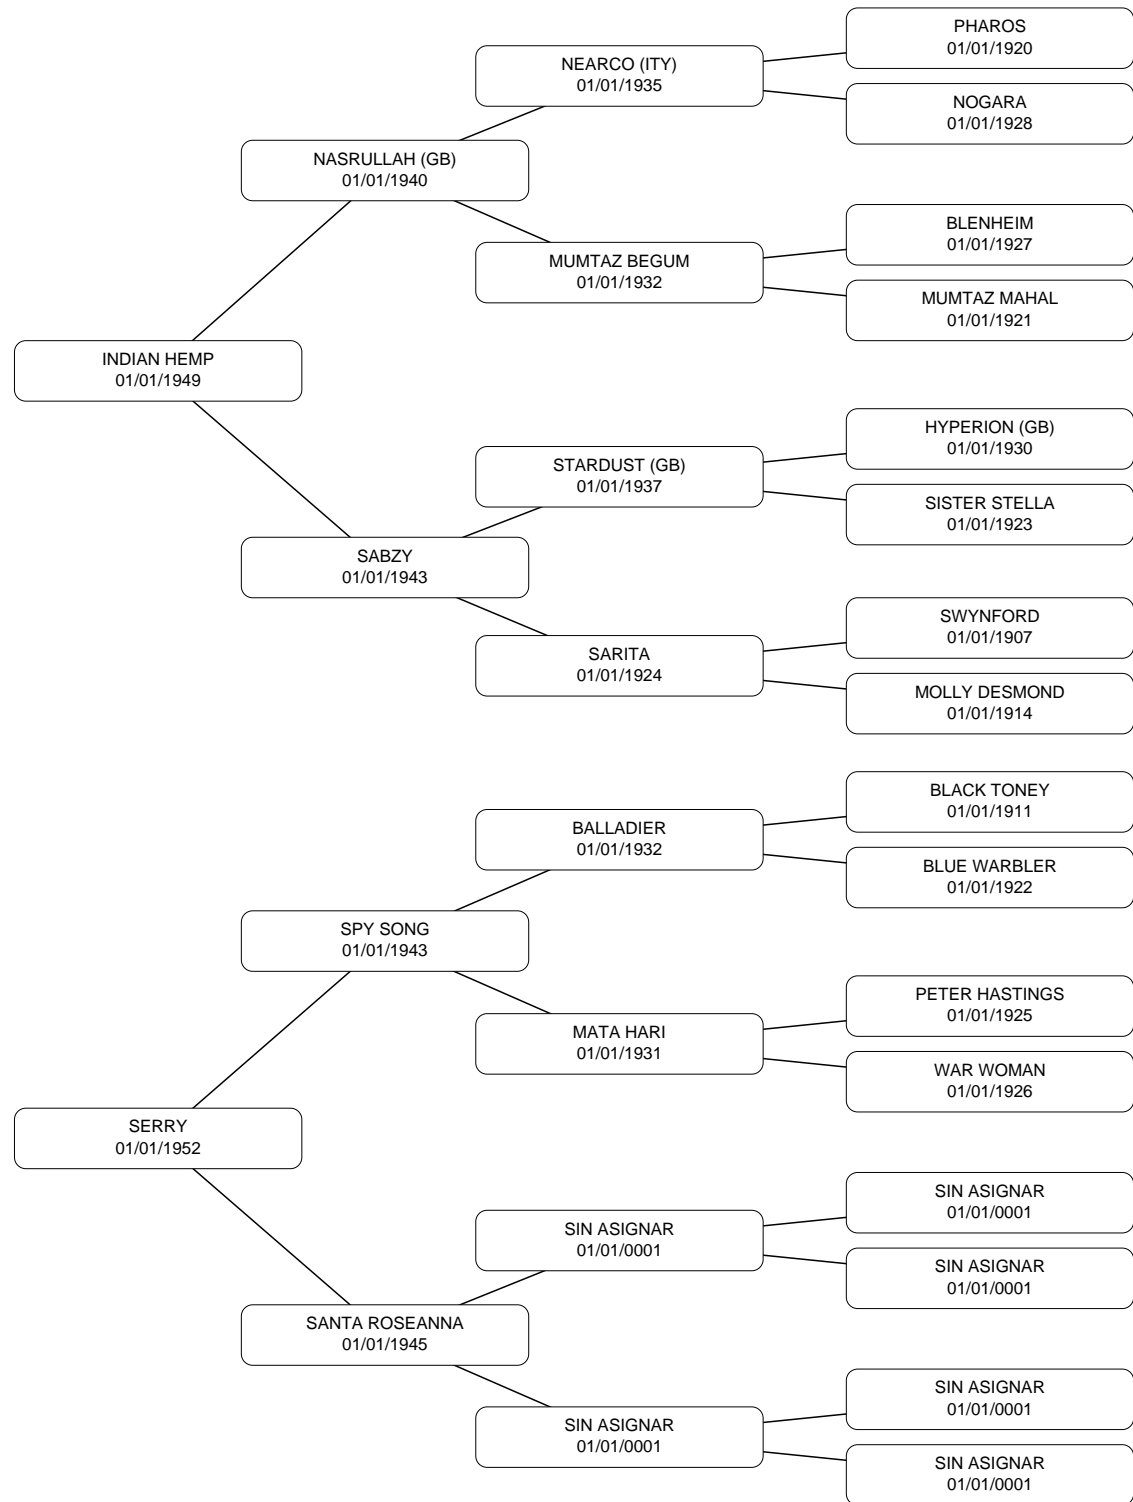 PHAROS
01/01/1920
NEARCO (ITY)
01/01/1935
NOGARA
01/01/1928
NASRULLAH (GB)
01/01/1940
BLENHEIM
01/01/1927
MUMTAZ BEGUM
01/01/1932
MUMTAZ MAHAL
01/01/1921
INDIAN HEMP
01/01/1949
HYPERION (GB)
01/01/1930
STARDUST (GB)
01/01/1937
SISTER STELLA
01/01/1923
SABZY
01/01/1943
SWYNFORD
01/01/1907
SARITA
01/01/1924
MOLLY DESMOND
01/01/1914
BLACK TONEY
01/01/1911
BALLADIER
01/01/1932
BLUE WARBLER
01/01/1922
SPY SONG
01/01/1943
PETER HASTINGS
01/01/1925
MATA HARI
01/01/1931
WAR WOMAN
01/01/1926
SERRY
01/01/1952
SIN ASIGNAR
01/01/0001
SIN ASIGNAR
01/01/0001
SIN ASIGNAR
01/01/0001
SANTA ROSEANNA
01/01/1945
SIN ASIGNAR
01/01/0001
SIN ASIGNAR
01/01/0001
SIN ASIGNAR
01/01/0001